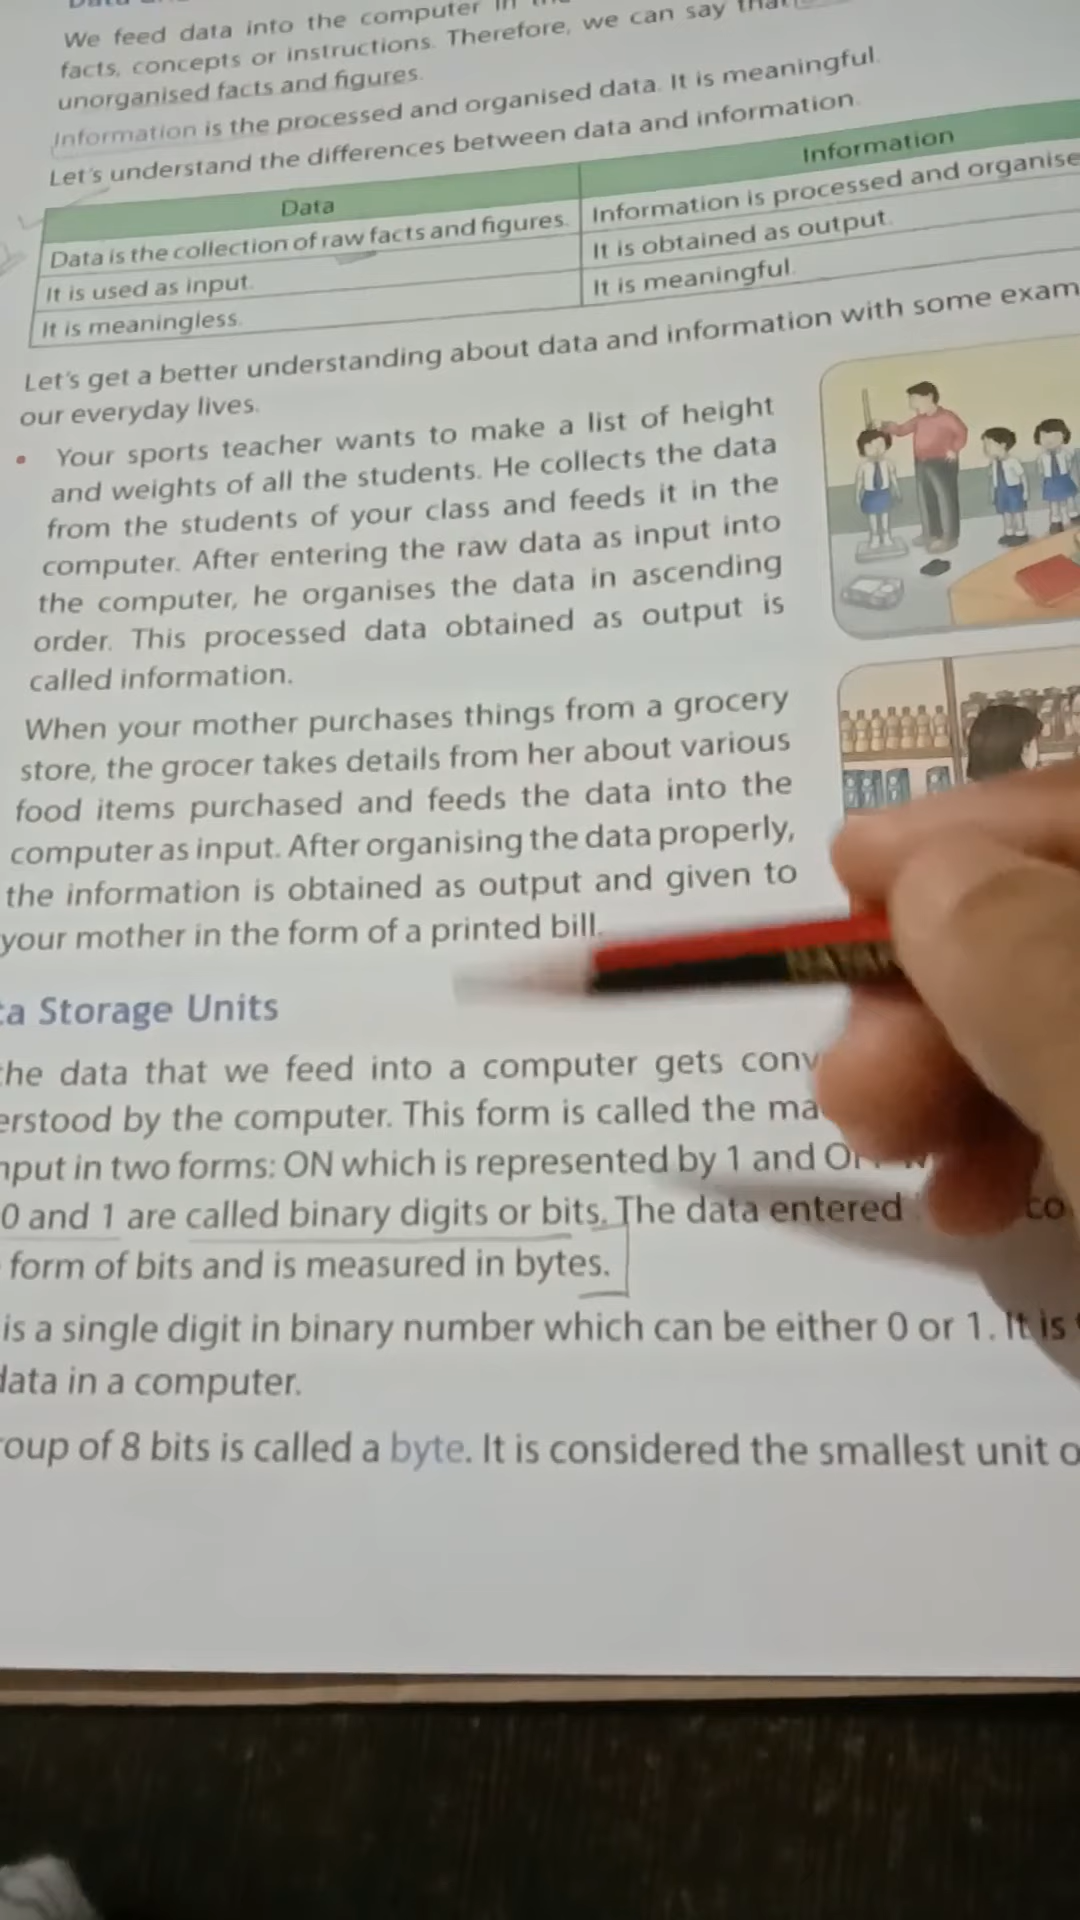 We feed data into the computer in
facts, concepts or instructions. Therefore, we can say that
unorganised facts and figures.
Information is the processed and organised data. It is meaningful.
Let's understand the differences between data and information.
Data
Information
Data is the collection of raw facts and figures.
Information is processed and organise
It is used as input.
It is obtained as output.
It is meaningless.
It is meaningful.
Let's get a better understanding about data and information with some exam
our everyday lives.
• Your sports teacher wants to make a list of height
and weights of all the students. He collects the data
from the students of your class and feeds it in the
computer. After entering the raw data as input into
the computer, he organises the data in ascending
order. This processed data obtained as output is
called information.
When your mother purchases things from a grocery
store, the grocer takes details from her about various
food items purchased and feeds the data into the
computer as input. After organising the data properly,
the information is obtained as output and given to
your mother in the form of a printed bill.
ta Storage Units
the data that we feed into a computer gets conv
erstood by the computer. This form is called the ma
nput in two forms: ON which is represented by 1 and
0 and 1 are called binary digits or bits. The data entered co
form of bits and is measured in bytes.
is a single digit in binary number which can be either 0 or 1. It is
data in a computer.
roup of 8 bits is called a byte. It is considered the smallest unit o